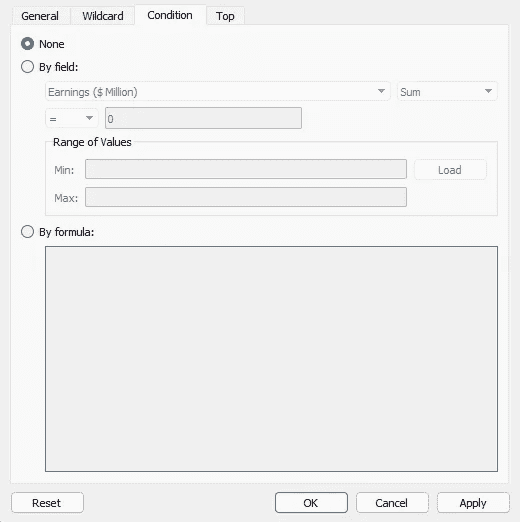 General Wildcard Condition Top
None
By field:
Earnings ($ Million) Sum
= 0
Range of Values
Min: Load
Max:
By formula:
Reset OK Cancel Apply